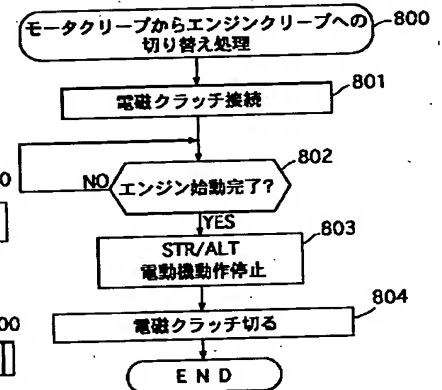 モータクリープからエンジンクリープへの
切り替え処理
800
電磁クラッチ接続
801
エンジン始動完了?
802
NO
YES
STR/ALT
電動機動作停止
803
電磁クラッチ切る
804
END